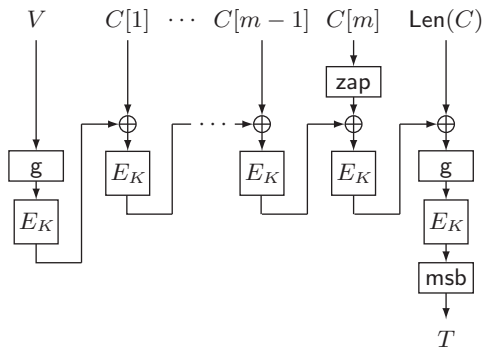 V C[1] ··· C[m − 1] C[m] Len(C)
zap
···
g E_K E_K E_K g
E_K E_K
msb
T